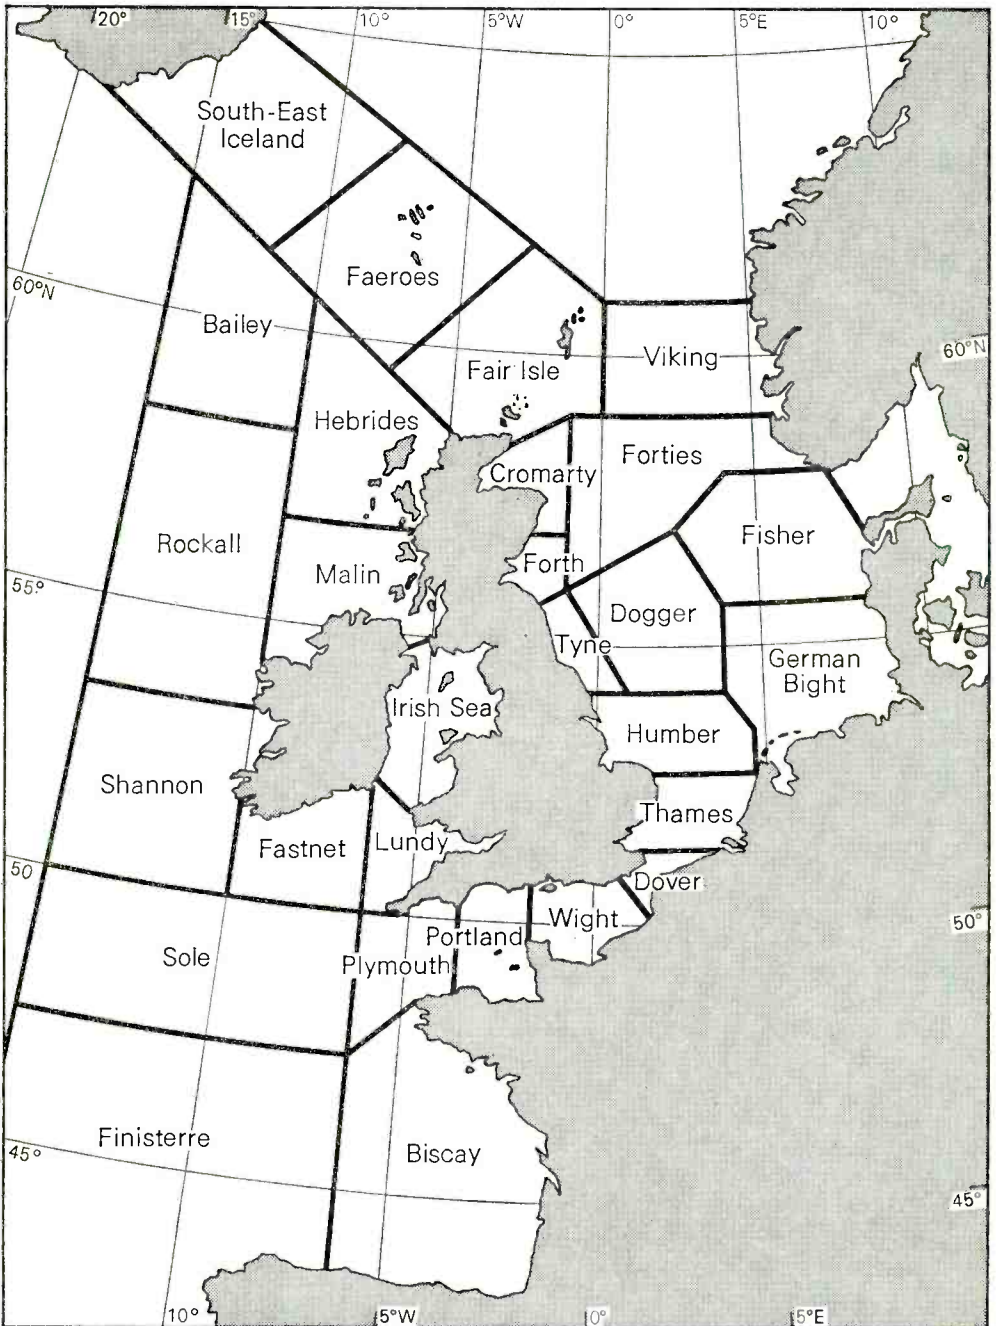 20°
15°
10°
5°W
0°
5°E
10°
South-East
Iceland
Faeroes
60°N
Bailey
Fair Isle
Viking
60°N
Hebrides
Cromarty
Forties
Rockall
Fisher
55°
Malin
Forth
Dogger
Tyne
German
Bight
Irish Sea
Humber
Shannon
Thames
Fastnet
Lundy
50
Dover
Wight
50°
Portland
Sole
Plymouth
Finisterre
45°
Biscay
45°
10°
5°W
0°
5°E